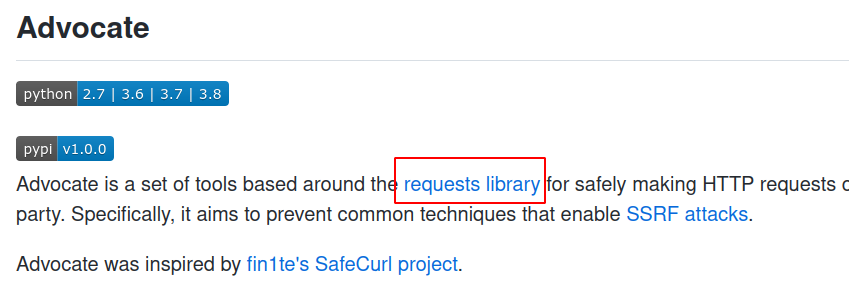 Advocate
python 2.7 | 3.6 | 3.7 | 3.8
pypi v1.0.0
Advocate is a set of tools based around the requests library for safely making HTTP requests
party. Specifically, it aims to prevent common techniques that enable SSRF attacks.
Advocate was inspired by fin1te's SafeCurl project.